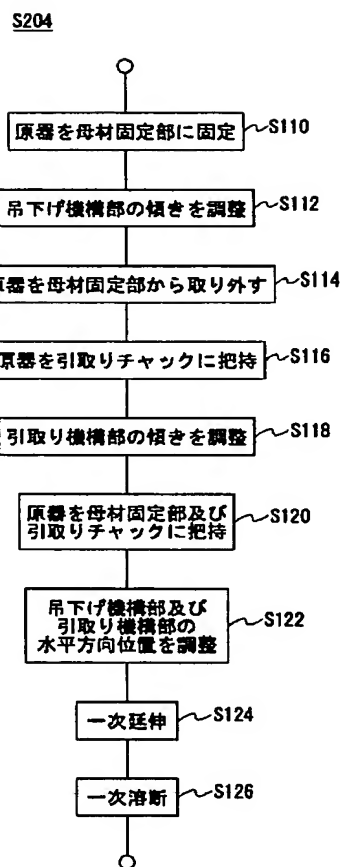 S204
原器を母材固定部に固定 S110
吊下げ機構部の傾きを調整 S112
原器を母材固定部から取り外す S114
原器を引取りチャックに把持 S116
引取り機構部の傾きを調整 S118
原器を母材固定部及び
引取りチャックに把持 S120
吊下げ機構部及び
引取り機構部の
水平方向位置を調整 S122
一次延伸 S124
一次溶断 S126